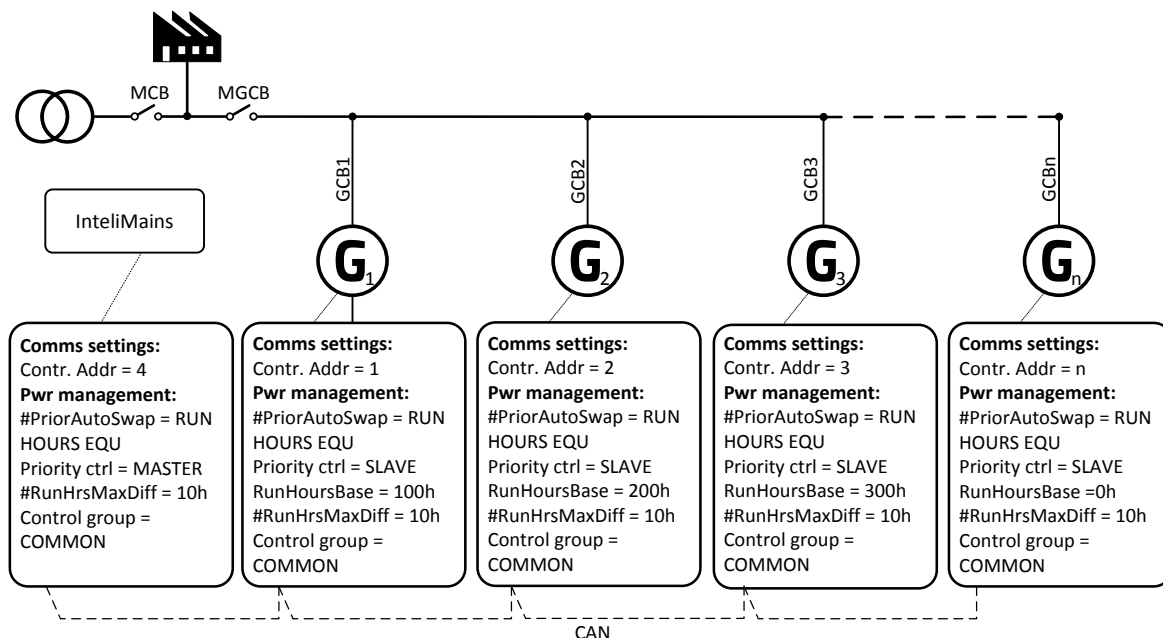 MCB
MGCB
GCB1
GCB2
GCB3
GCBn
InteliMains
G1
G2
G3
Gn
Comms settings:
Contr. Addr = 4
Pwr management:
#PriorAutoSwap = RUN
HOURS EQU
Priority ctrl = MASTER
#RunHrsMaxDiff = 10h
Control group =
COMMON
Comms settings:
Contr. Addr = 1
Pwr management:
#PriorAutoSwap = RUN
HOURS EQU
Priority ctrl = SLAVE
RunHoursBase = 100h
#RunHrsMaxDiff = 10h
Control group =
COMMON
Comms settings:
Contr. Addr = 2
Pwr management:
#PriorAutoSwap = RUN
HOURS EQU
Priority ctrl = SLAVE
RunHoursBase = 200h
#RunHrsMaxDiff = 10h
Control group =
COMMON
Comms settings:
Contr. Addr = 3
Pwr management:
#PriorAutoSwap = RUN
HOURS EQU
Priority ctrl = SLAVE
RunHoursBase = 300h
#RunHrsMaxDiff = 10h
Control group =
COMMON
Comms settings:
Contr. Addr = n
Pwr management:
#PriorAutoSwap = RUN
HOURS EQU
Priority ctrl = SLAVE
RunHoursBase =0h
#RunHrsMaxDiff = 10h
Control group =
COMMON
CAN